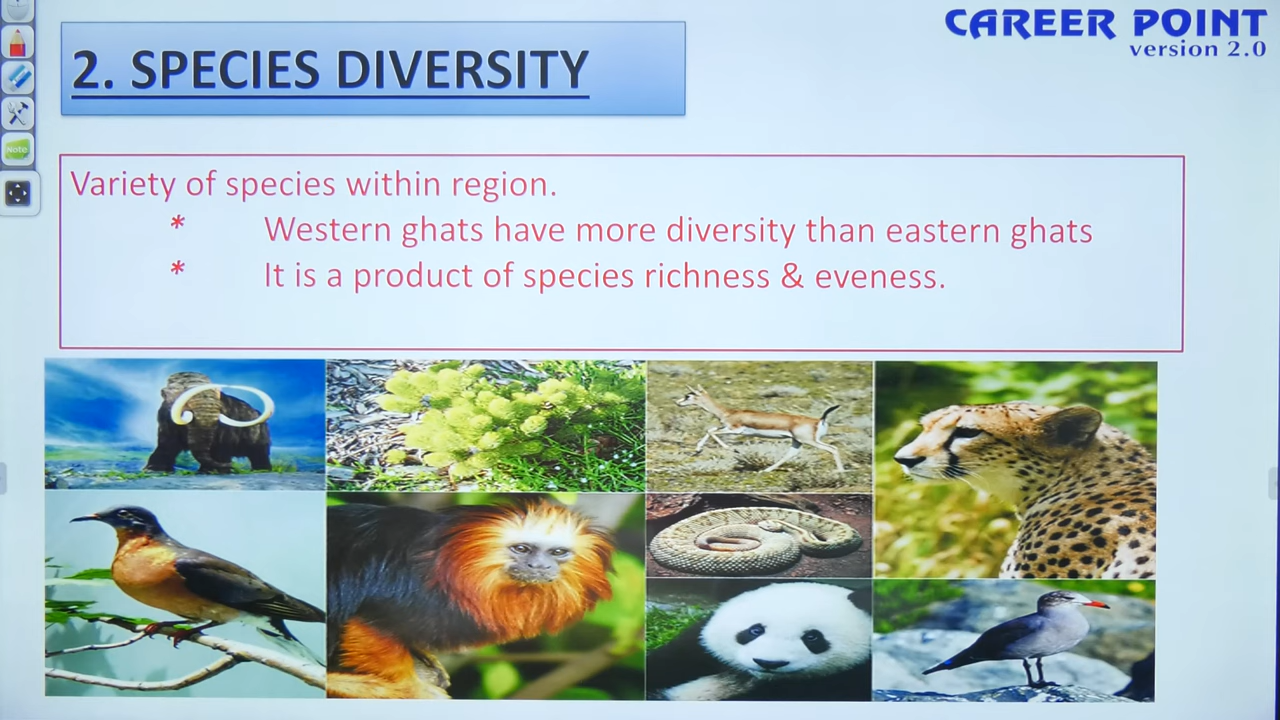 CAREER POINT
version 2.0
2. SPECIES DIVERSITY
Note
Variety of species within region.
* Western ghats have more diversity than eastern ghats
* It is a product of species richness & eveness.